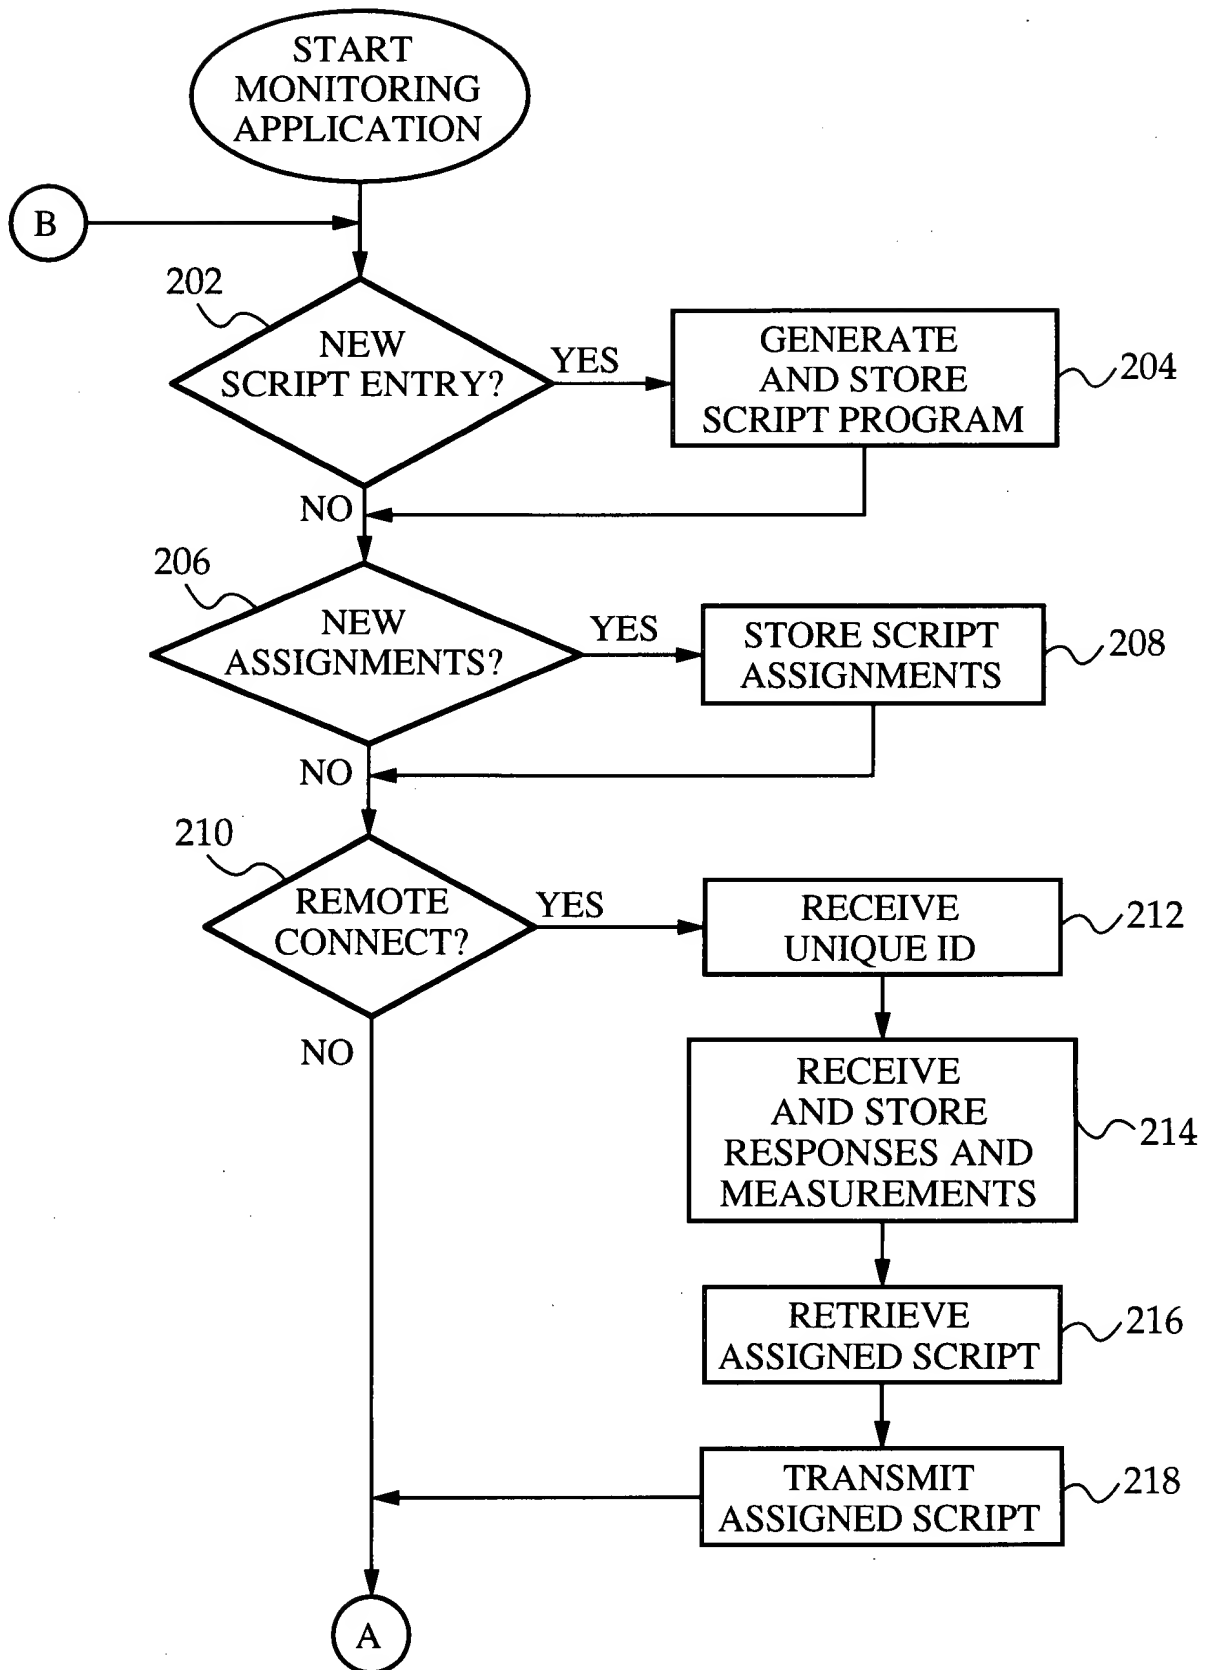 START
MONITORING
APPLICATION
B
202
NEW
SCRIPT ENTRY?
YES
GENERATE
AND STORE
SCRIPT PROGRAM
204
NO
206
NEW
ASSIGNMENTS?
YES
STORE SCRIPT
ASSIGNMENTS
208
NO
210
REMOTE
CONNECT?
YES
RECEIVE
UNIQUE ID
212
NO
RECEIVE
AND STORE
RESPONSES AND
MEASUREMENTS
214
RETRIEVE
ASSIGNED SCRIPT
216
TRANSMIT
ASSIGNED SCRIPT
218
A